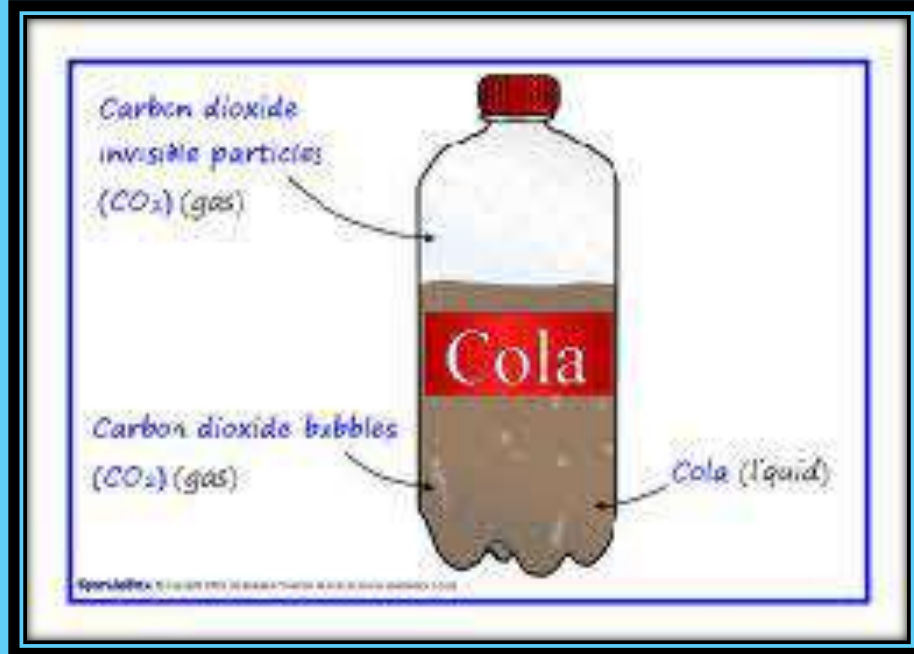 Carbon dioxide
invisible particles
(CO₂) (gas)
Cola
Carbon dioxide bubbles
(CO₂) (gas)
Cola (liquid)